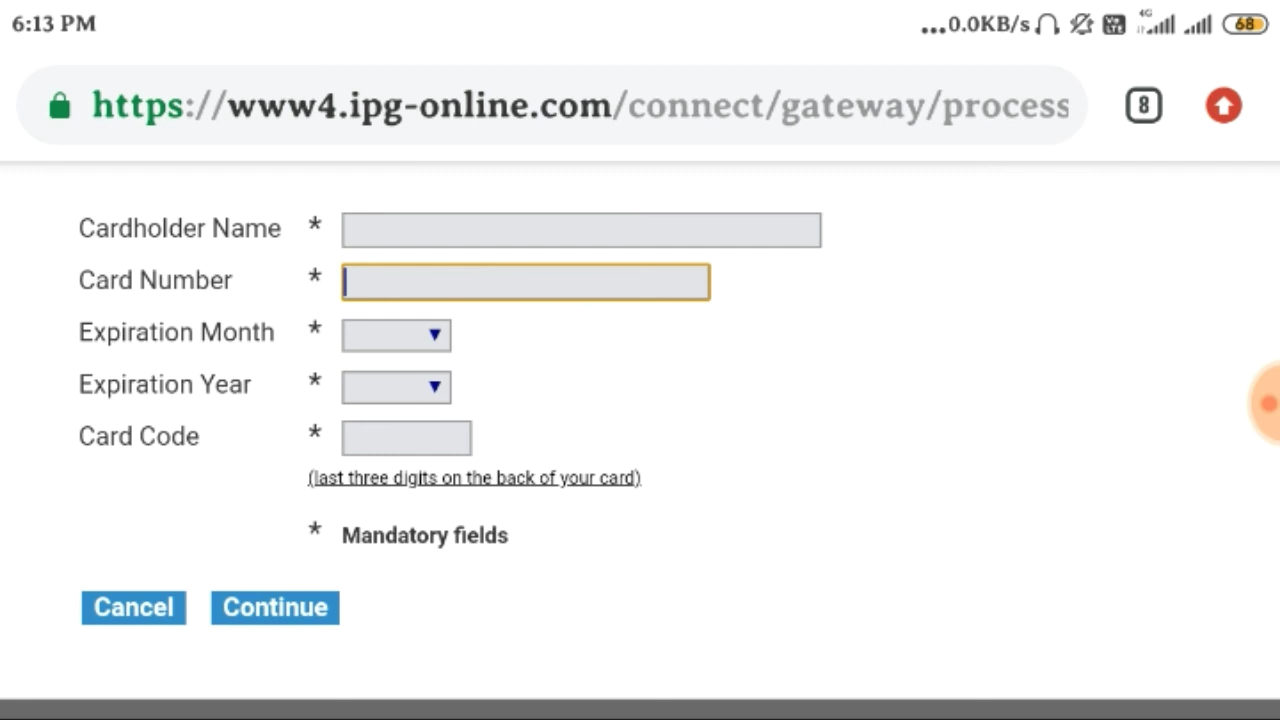 6:13 PM ...0.0KB/s 4G 68
https://www4.ipg-online.com/connect/gateway/process 8
Cardholder Name *
Card Number *
Expiration Month * ▼
Expiration Year * ▼
Card Code *
(last three digits on the back of your card)
* Mandatory fields
Cancel Continue